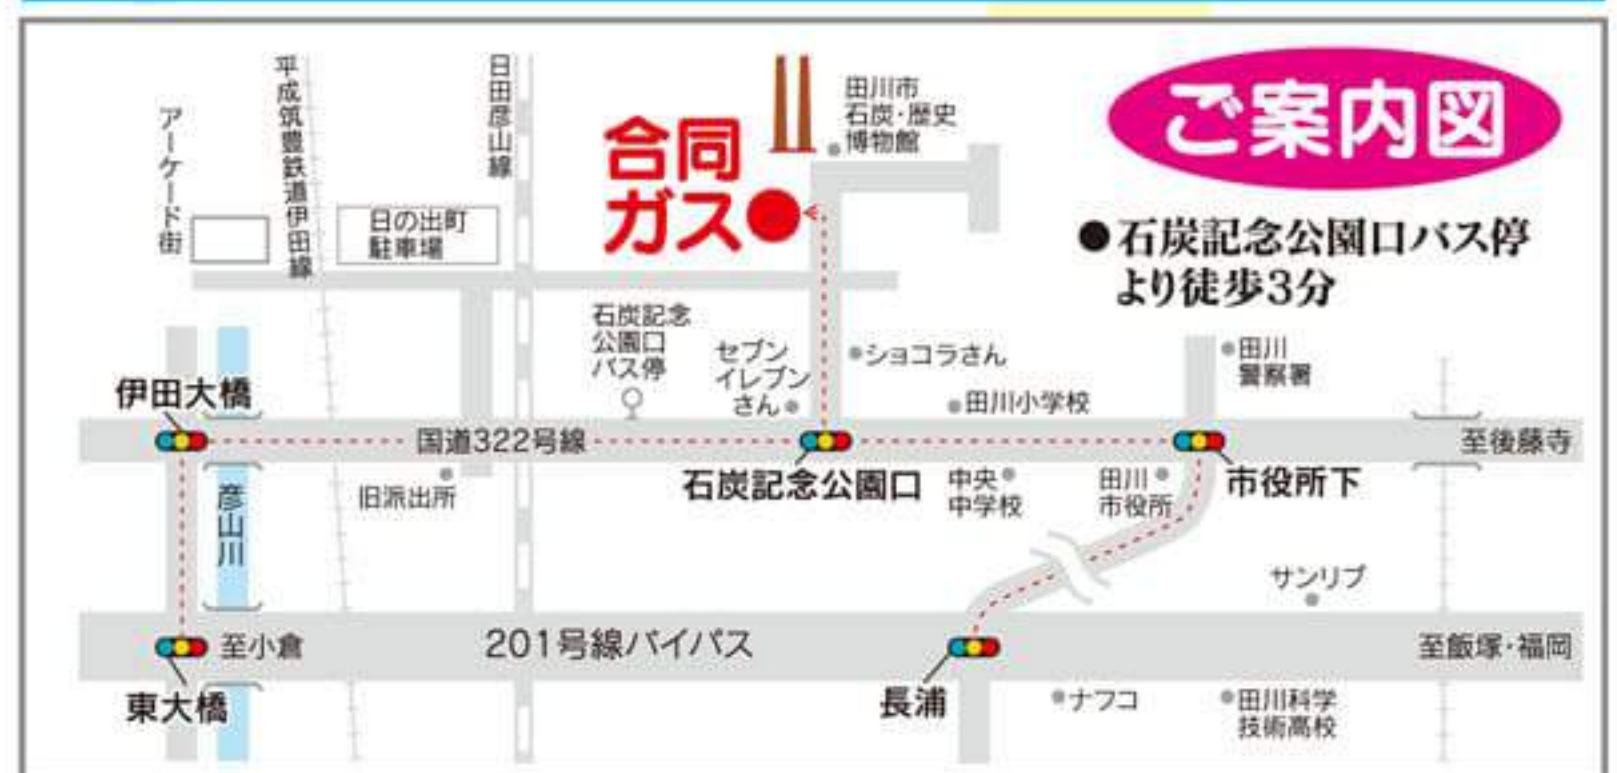 ご案内図
●石炭記念公園口バス停
より徒歩3分
アーケード街
平成筑豊鉄道伊田線
日の出町
駐車場
日田彦山線
合同
ガス
田川市
石炭・歴史
博物館
石炭記念
公園口
バス停
セブン
イレブン
さん
ショコラさん
田川小学校
田川
警察署
伊田大橋
国道322号線
至後藤寺
旧派出所
石炭記念公園口
中央
中学校
田川
市役所
市役所下
彦山川
サンリブ
至小倉
201号線バイパス
至飯塚・福岡
東大橋
長浦
ナフコ
田川科学
技術高校